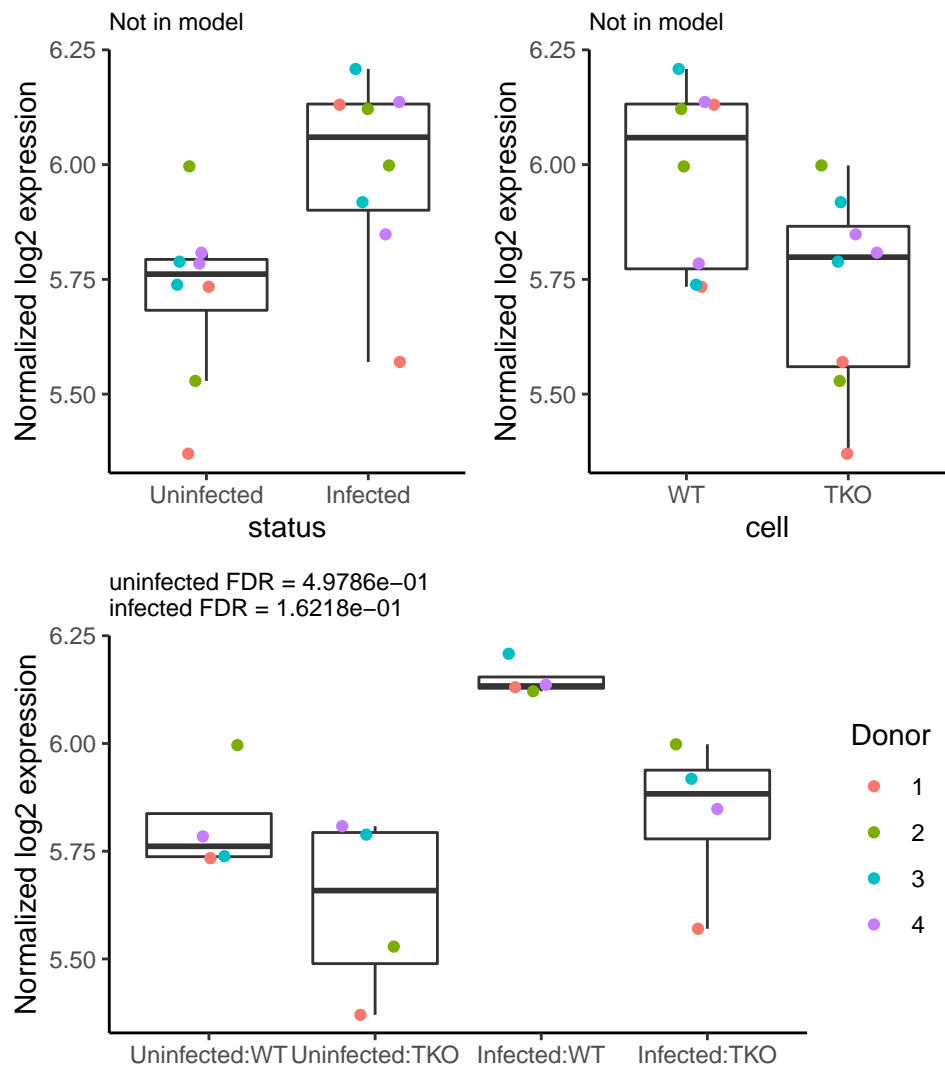 Not in model
Normalized log2 expression
6.25
6.00
5.75
5.50
Uninfected Infected
status
Not in model
Normalized log2 expression
6.25
6.00
5.75
5.50
WT TKO
cell
uninfected FDR = 4.9786e−01
infected FDR = 1.6218e−01
Normalized log2 expression
6.25
6.00
5.75
5.50
Uninfected:WT Uninfected:TKO Infected:WT Infected:TKO
Donor
1
2
3
4